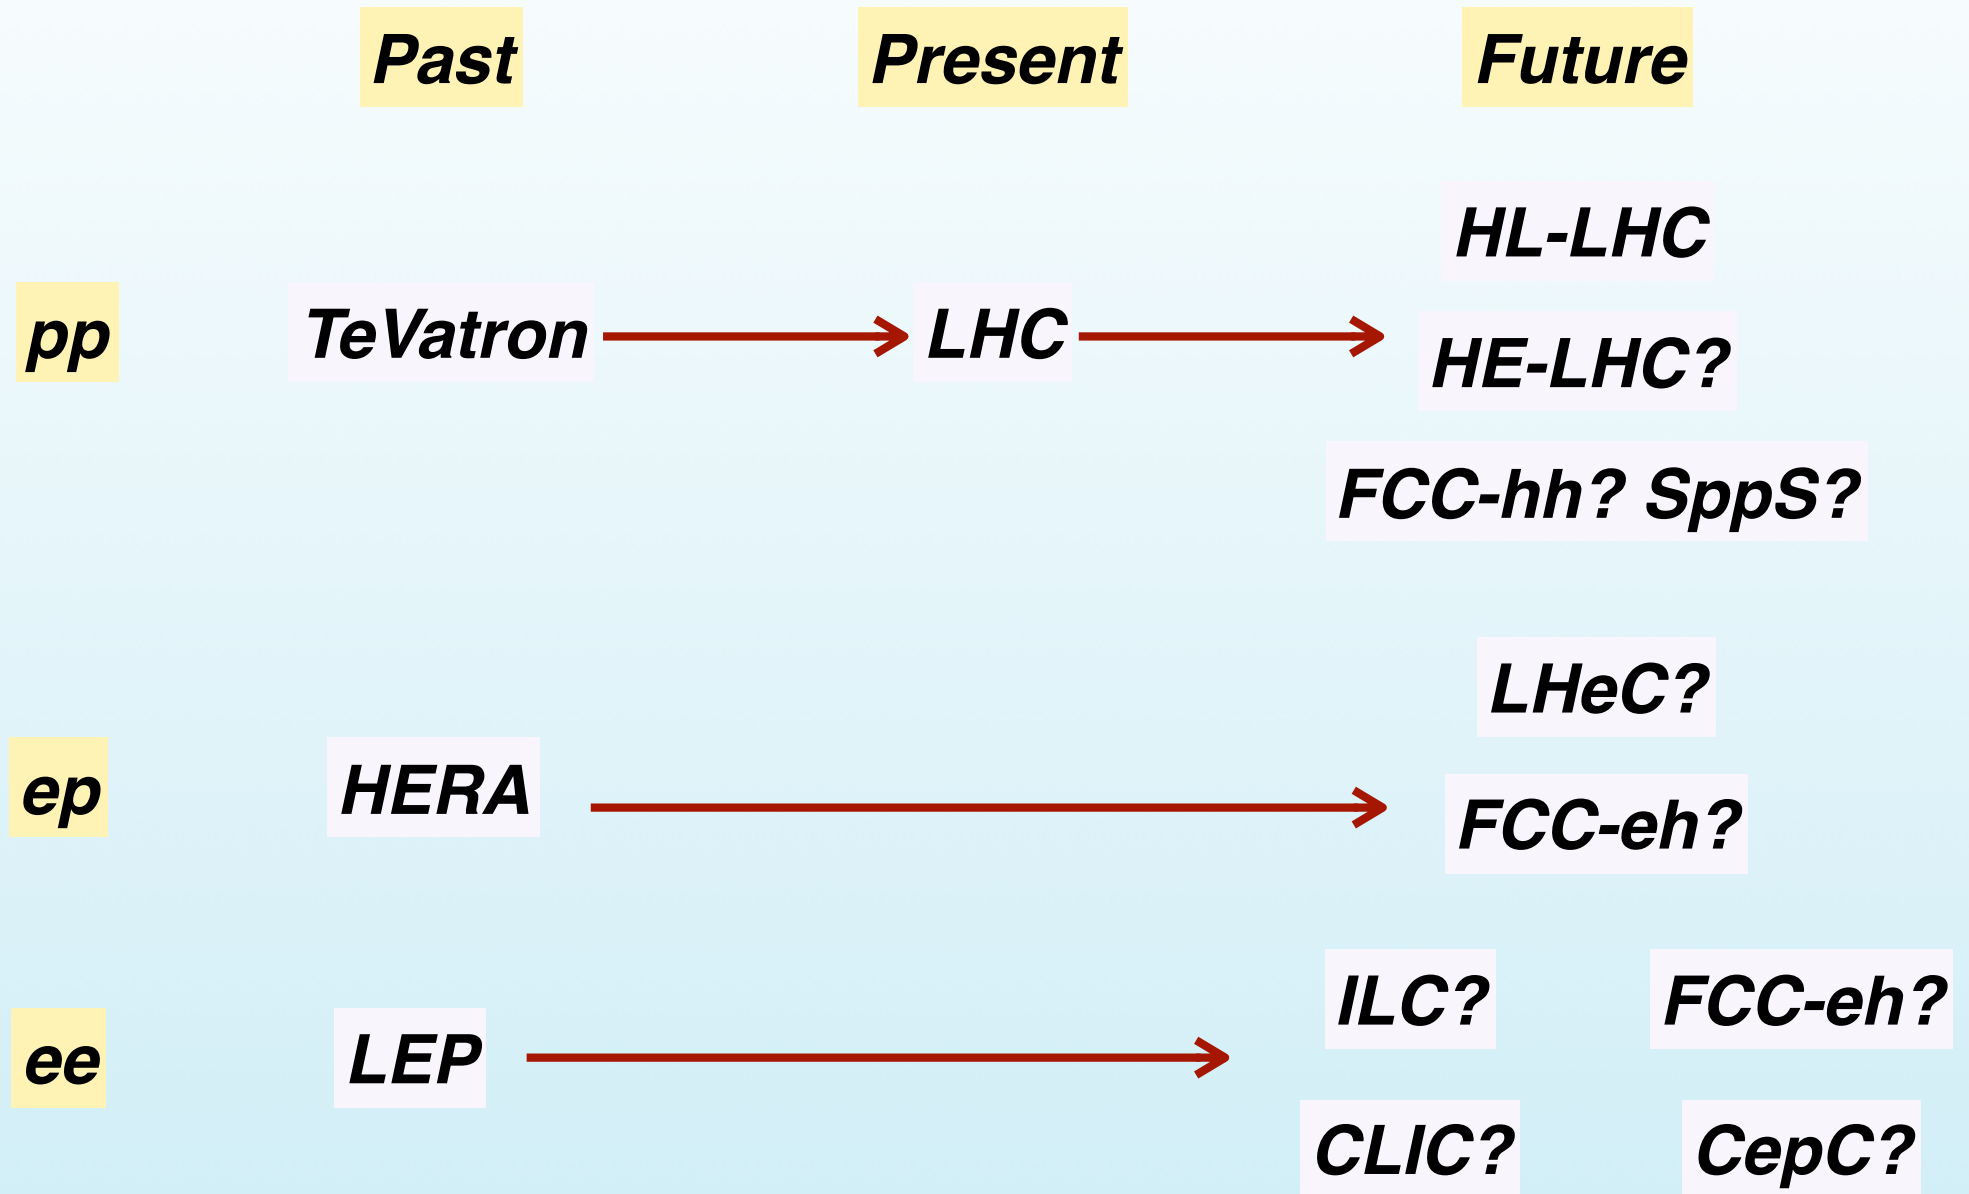 Past Present Future
HL-LHC
pp TeVatron LHC
HE-LHC?
FCC-hh? SppS?
LHeC?
ep HERA
FCC-eh?
ILC? FCC-eh?
ee LEP
CLIC? CepC?